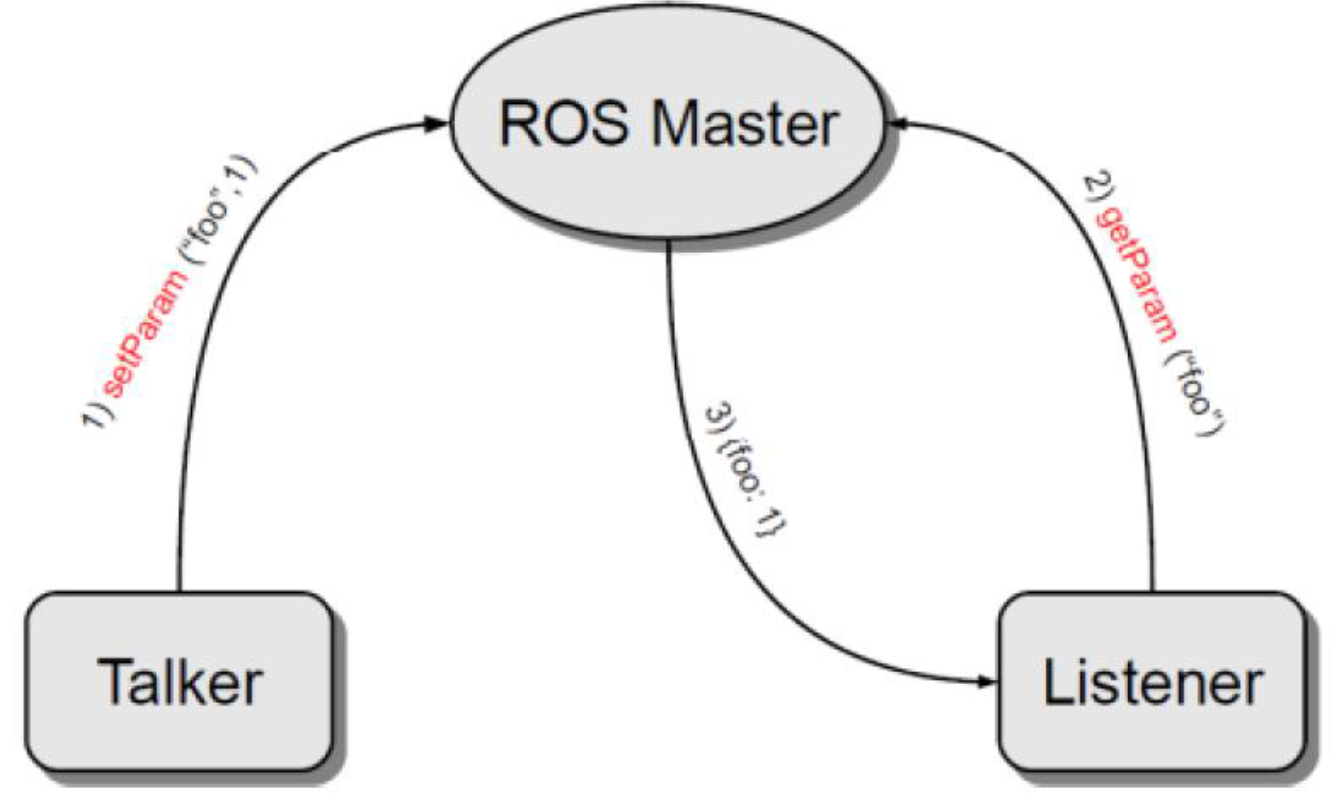 ROS Master
1) setParam (“foo”,1)
2) getParam (“foo”)
3) {foo: 1}
Talker
Listener